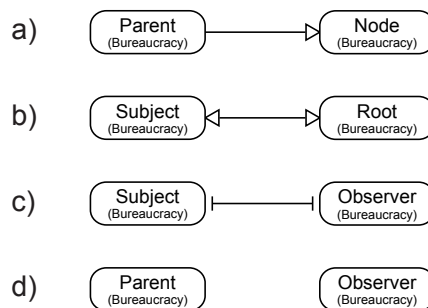 a) Parent Node
(Bureaucracy) (Bureaucracy)
b) Subject Root
(Bureaucracy) (Bureaucracy)
c) Subject Observer
(Bureaucracy) (Bureaucracy)
d) Parent Observer
(Bureaucracy) (Bureaucracy)